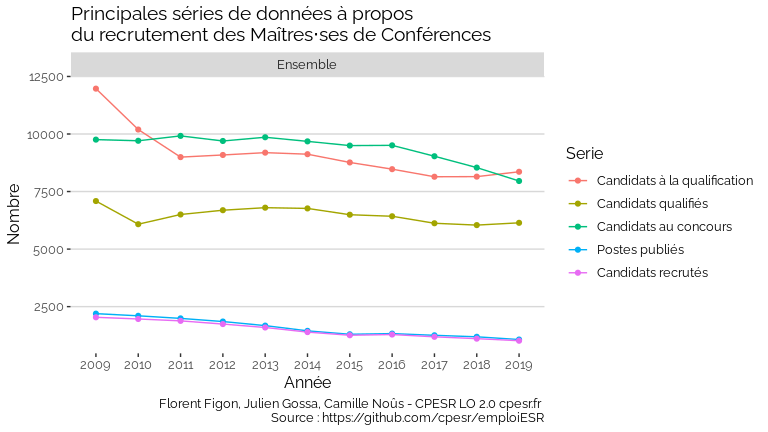 Principales séries de données à propos
du recrutement des Maîtres·ses de Conférences
Ensemble
12500
10000
7500
5000
2500
Nombre
2009 2010 2011 2012 2013 2014 2015 2016 2017 2018 2019
Année
Serie
Candidats à la qualification
Candidats qualifiés
Candidats au concours
Postes publiés
Candidats recrutés
Florent Figon, Julien Gossa, Camille Noûs - CPESR LO 2.0 cpesr.fr
Source : https://github.com/cpesr/emploiESR